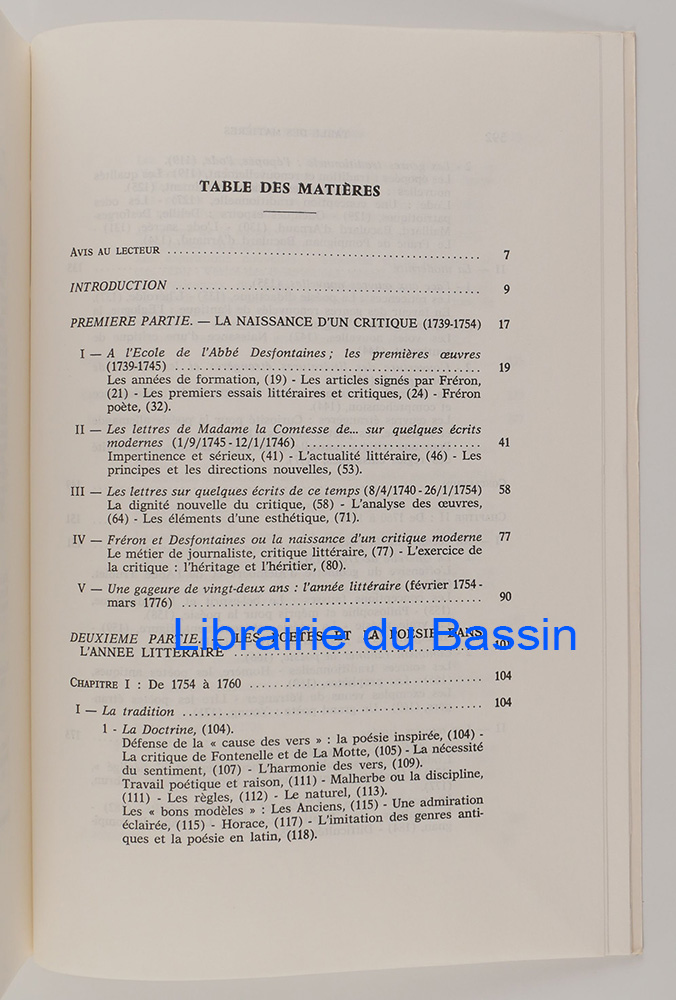 TABLE DES MATIÈRES
AVIS AU LECTEUR ........ 7
INTRODUCTION ........ 9
PREMIERE PARTIE. — LA NAISSANCE D'UN CRITIQUE (1739-1754) 17
I — A l'Ecole de l'Abbé Desfontaines ; les premières œuvres
(1739-1745) ........ 19
Les années de formation, (19) - Les articles signés par Fréron,
(21) - Les premiers essais littéraires et critiques, (24) - Fréron
poète, (32).
II — Les lettres de Madame la Comtesse de... sur quelques écrits
modernes (1/9/1745 - 12/1/1746) ........ 41
Impertinence et sérieux, (41) - L'actualité littéraire, (46) - Les
principes et les directions nouvelles, (53).
III — Les lettres sur quelques écrits de ce temps (8/4/1740 - 26/1/1754) 58
La dignité nouvelle du critique, (58) - L'analyse des œuvres,
(64) - Les éléments d'une esthétique, (71).
IV — Fréron et Desfontaines ou la naissance d'un critique moderne 77
Le métier de journaliste, critique littéraire, (77) - L'exercice de
la critique : l'héritage et l'héritier, (80).
V — Une gageure de vingt-deux ans : l'année littéraire (février 1754 -
mars 1776) ........ 90
DEUXIEME PARTIE. — LES POETES ET LA POESIE DANS
L'ANNEE LITTERAIRE ........
Librairie du Bassin
CHAPITRE I : De 1754 à 1760 ........ 104
I — La tradition ........ 104
1 - La Doctrine, (104).
Défense de la « cause des vers » : la poésie inspirée, (104) -
La critique de Fontenelle et de La Motte, (105) - La nécessité
du sentiment, (107) - L'harmonie des vers, (109).
Travail poétique et raison, (111) - Malherbe ou la discipline,
(111) - Les règles, (112) - Le naturel, (113).
Les « bons modèles » : Les Anciens, (115) - Une admiration
éclairée, (115) - Horace, (117) - L'imitation des genres anti-
ques et la poésie en latin, (118).